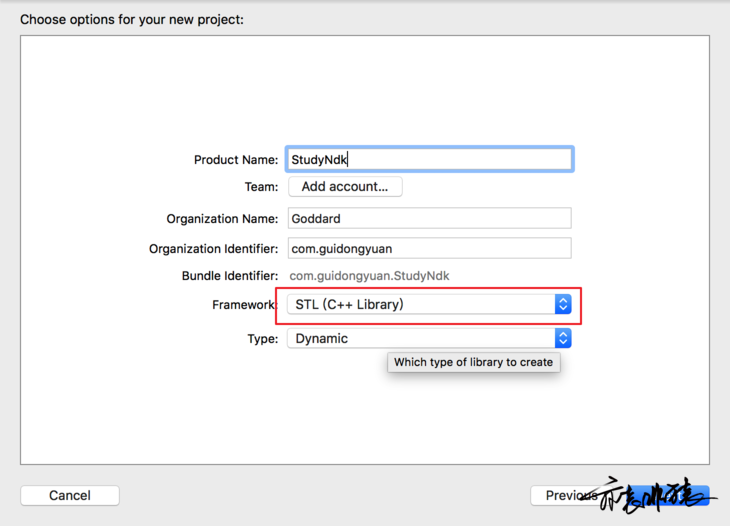 Choose options for your new project:
Product Name: StudyNdk
Team: Add account...
Organization Name: Goddard
Organization Identifier: com.guidongyuan
Bundle Identifier: com.guidongyuan.StudyNdk
Framework: STL (C++ Library)
Type: Dynamic
Which type of library to create
Cancel
Previous